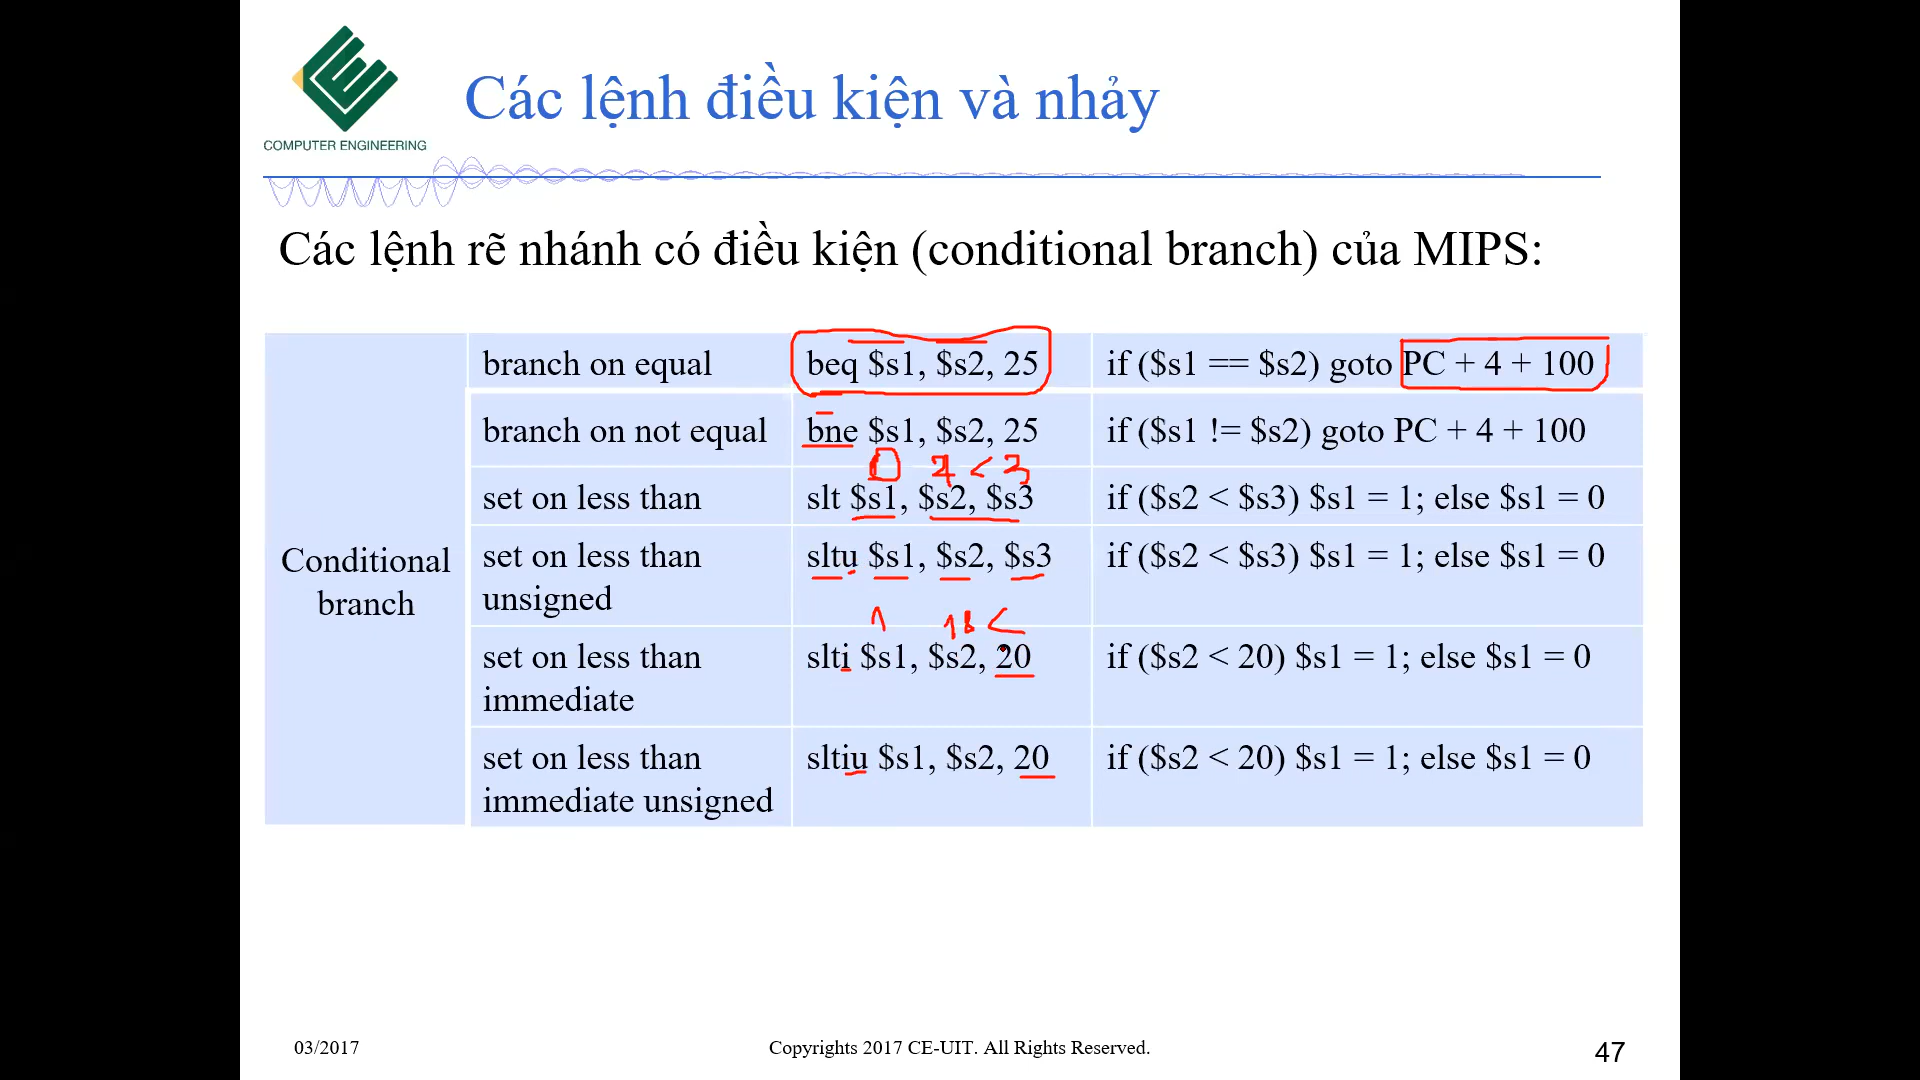 COMPUTER ENGINEERING
Các lệnh điều kiện và nhảy
Các lệnh rẽ nhánh có điều kiện (conditional branch) của MIPS:
Conditional
branch
branch on equal
beq $s1, $s2, 25
if ($s1 == $s2) goto PC + 4 + 100
branch on not equal
bne $s1, $s2, 25
if ($s1 != $s2) goto PC + 4 + 100
< 3
set on less than
slt $s1, $s2, $s3
if ($s2 < $s3) $s1 = 1; else $s1 = 0
set on less than
unsigned
sltu $s1, $s2, $s3
if ($s2 < $s3) $s1 = 1; else $s1 = 0
1 18 <
set on less than
immediate
slti $s1, $s2, 20
if ($s2 < 20) $s1 = 1; else $s1 = 0
set on less than
immediate unsigned
sltiu $s1, $s2, 20
if ($s2 < 20) $s1 = 1; else $s1 = 0
03/2017
Copyrights 2017 CE-UIT. All Rights Reserved.
47